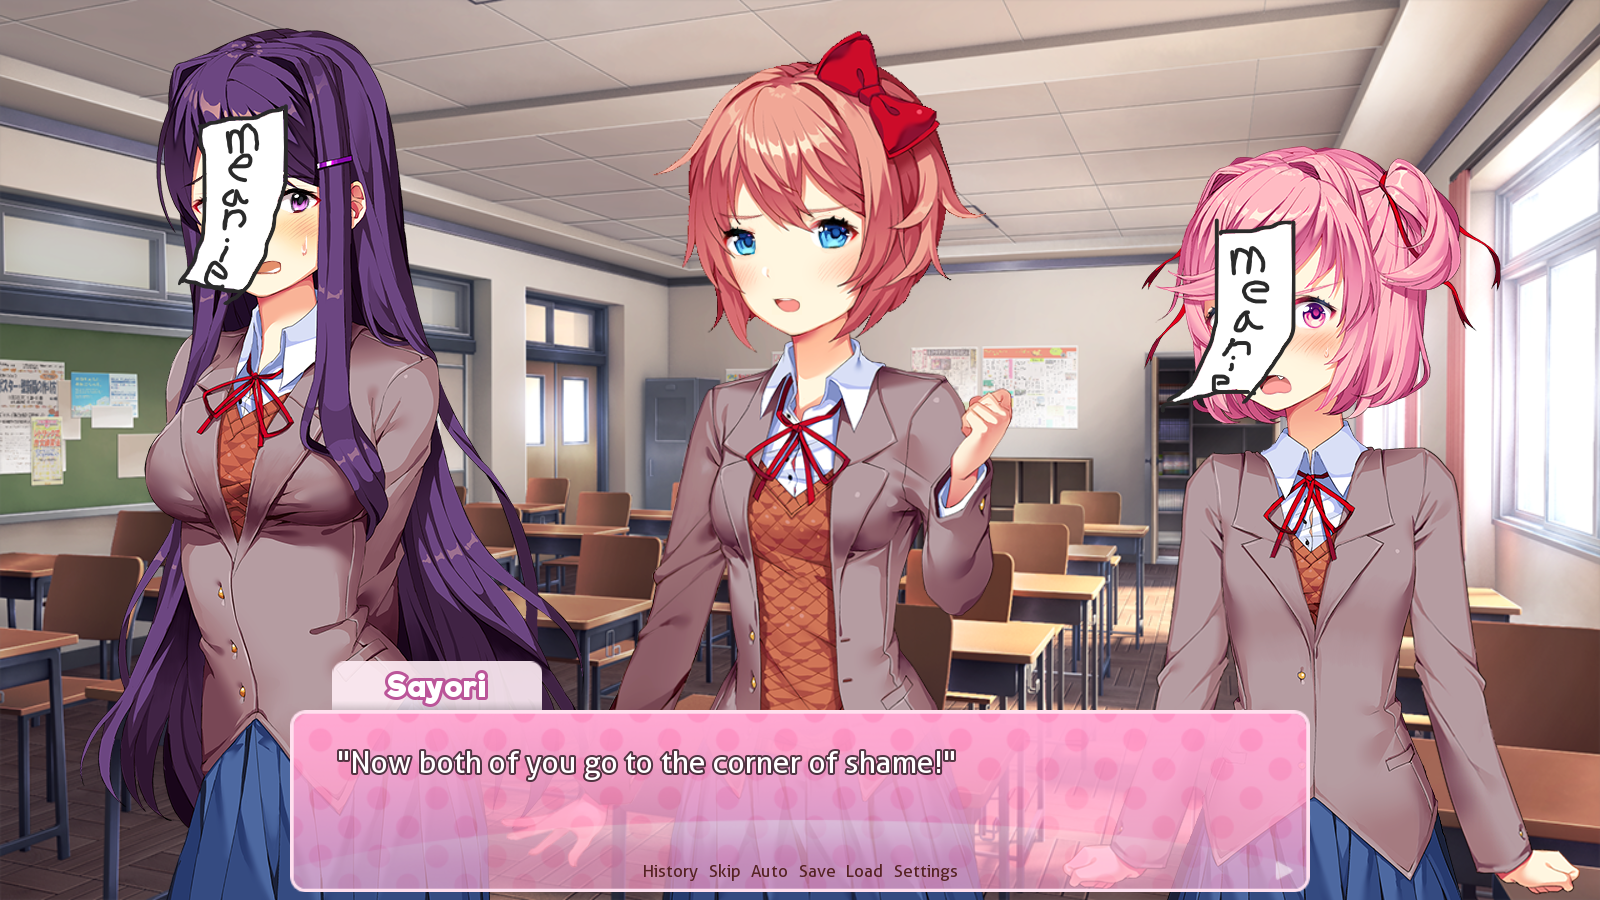 meanie
meanie
Sayori
"Now both of you go to the corner of shame!"
History Skip Auto Save Load Settings